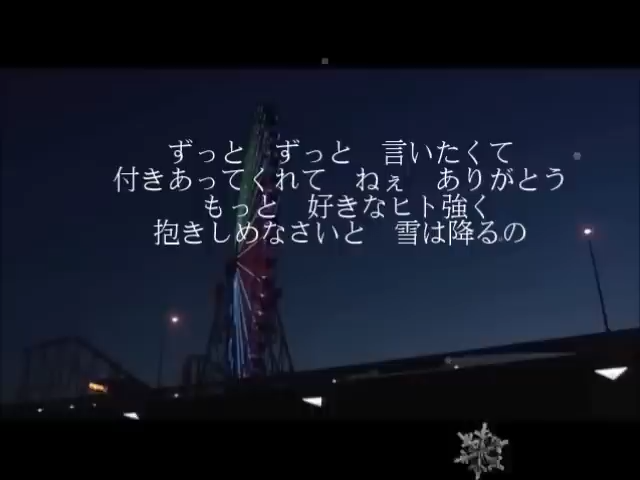 ずっと　ずっと　言いたくて
付きあってくれて　ねぇ　ありがとう
もっと　好きなヒト強く
抱きしめなさいと　雪は降るの